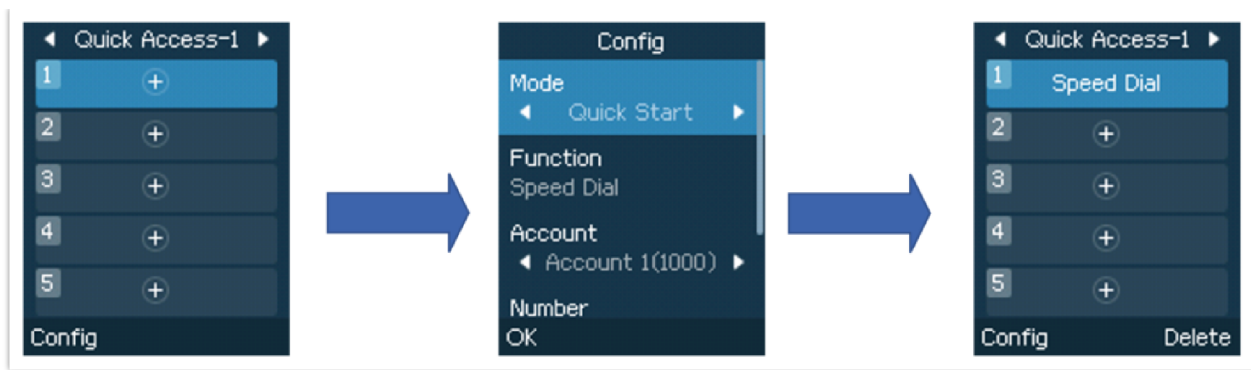 Quick Access-1
1
2
3
4
5
Config
Config
Mode
Quick Start
Function
Speed Dial
Account
Account 1(1000)
Number
OK
Quick Access-1
1 Speed Dial
2
3
4
5
Config Delete